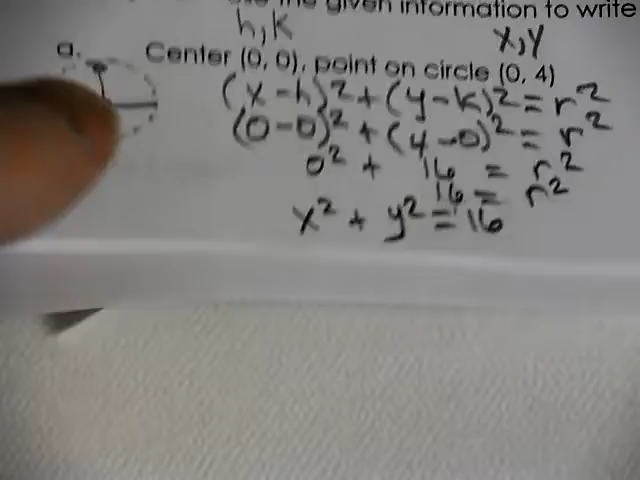 the given information to write
h, k
x, y
a. Center (0, 0), point on circle (0, 4)
(x - h)² + (y - k)² = r²
(0 - 0)² + (4 - 0)² = r²
0² + 16 = r²
16 = r²
x² + y² = 16